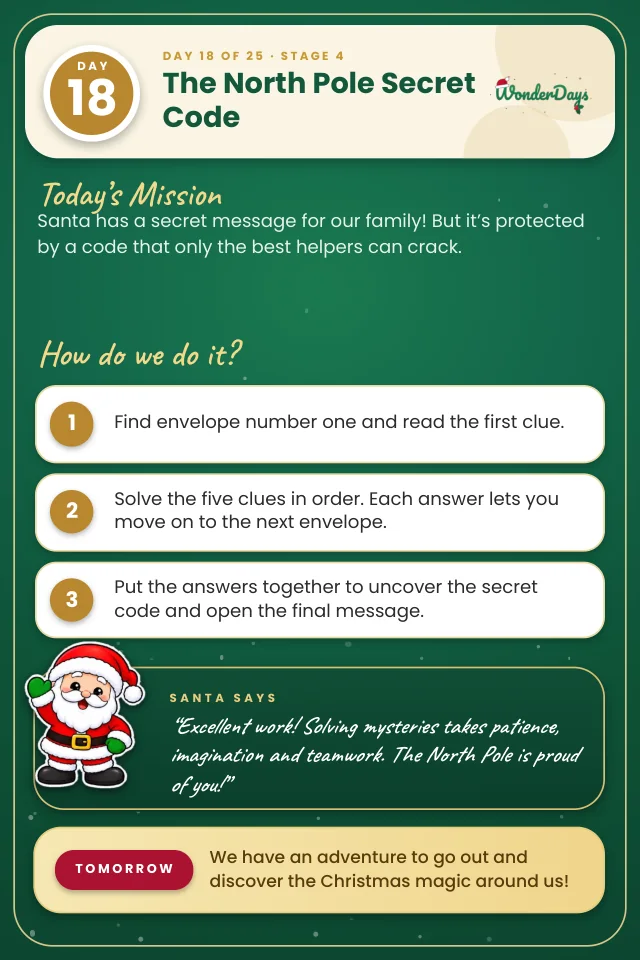 DAY
18
DAY 18 OF 25 · STAGE 4
The North Pole Secret
Code
WonderDays
Today's Mission
Santa has a secret message for our family! But it’s protected
by a code that only the best helpers can crack.
How do we do it?
1
Find envelope number one and read the first clue.
2
Solve the five clues in order. Each answer lets you
move on to the next envelope.
3
Put the answers together to uncover the secret
code and open the final message.
SANTA SAYS
“Excellent work! Solving mysteries takes patience,
imagination and teamwork. The North Pole is proud
of you!”
TOMORROW
We have an adventure to go out and
discover the Christmas magic around us!